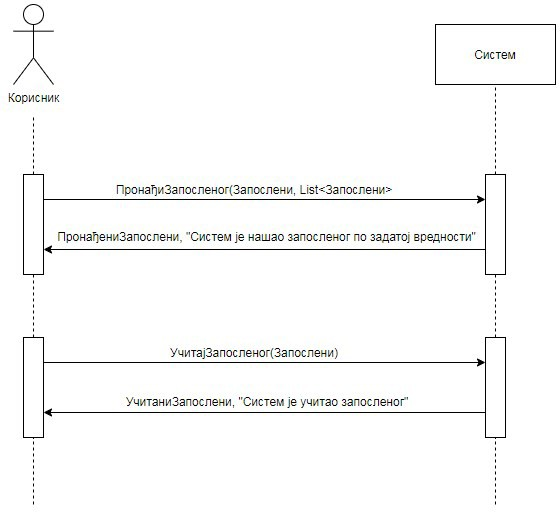 Систем
Корисник
ПронађиЗапосленог(Запослени, List<Запослени>
ПронађениЗапослени, "Систем је нашао запосленог по задатој вредности"
УчитајЗапосленог(Запослени)
УчитаниЗапослени, "Систем је учитао запосленог"